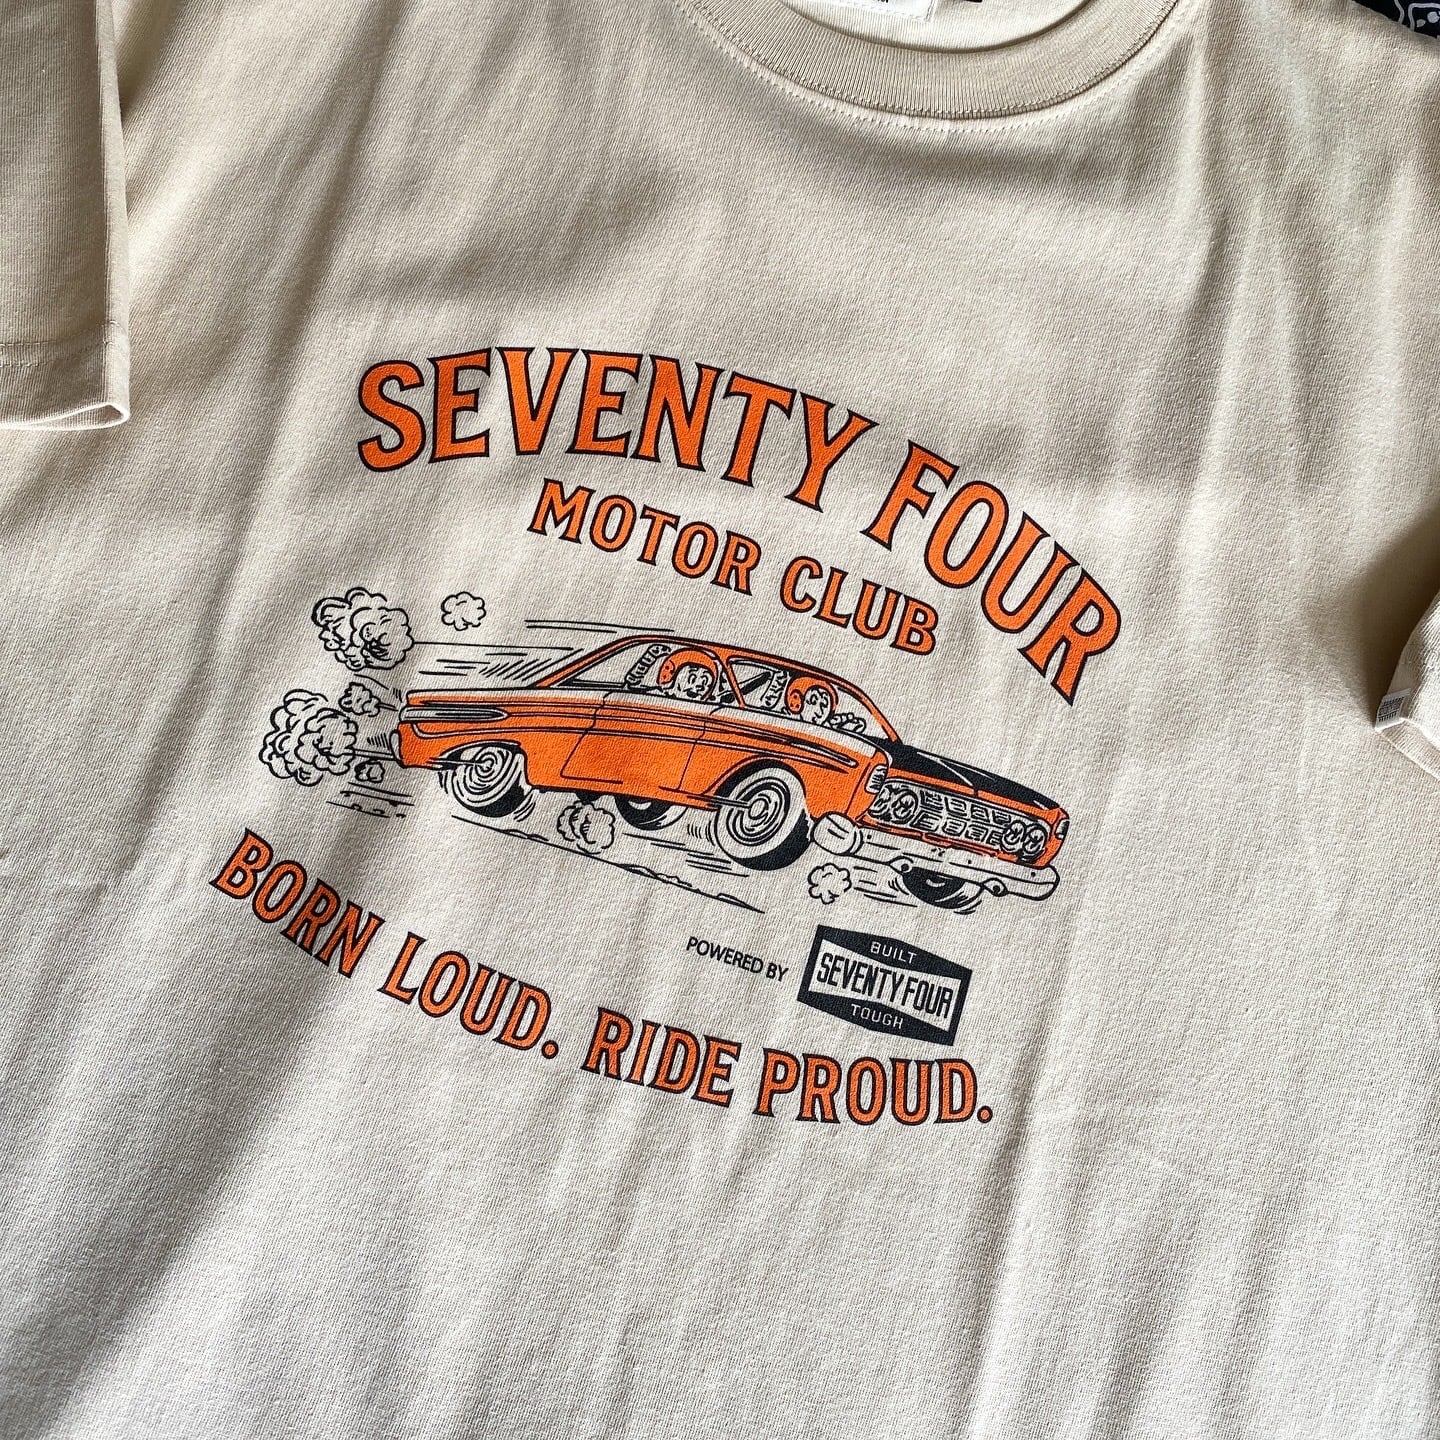 SEVENTY FOUR
MOTOR CLUB
POWERED BY
BUILT
SEVENTY FOUR
TOUGH
BORN LOUD. RIDE PROUD.